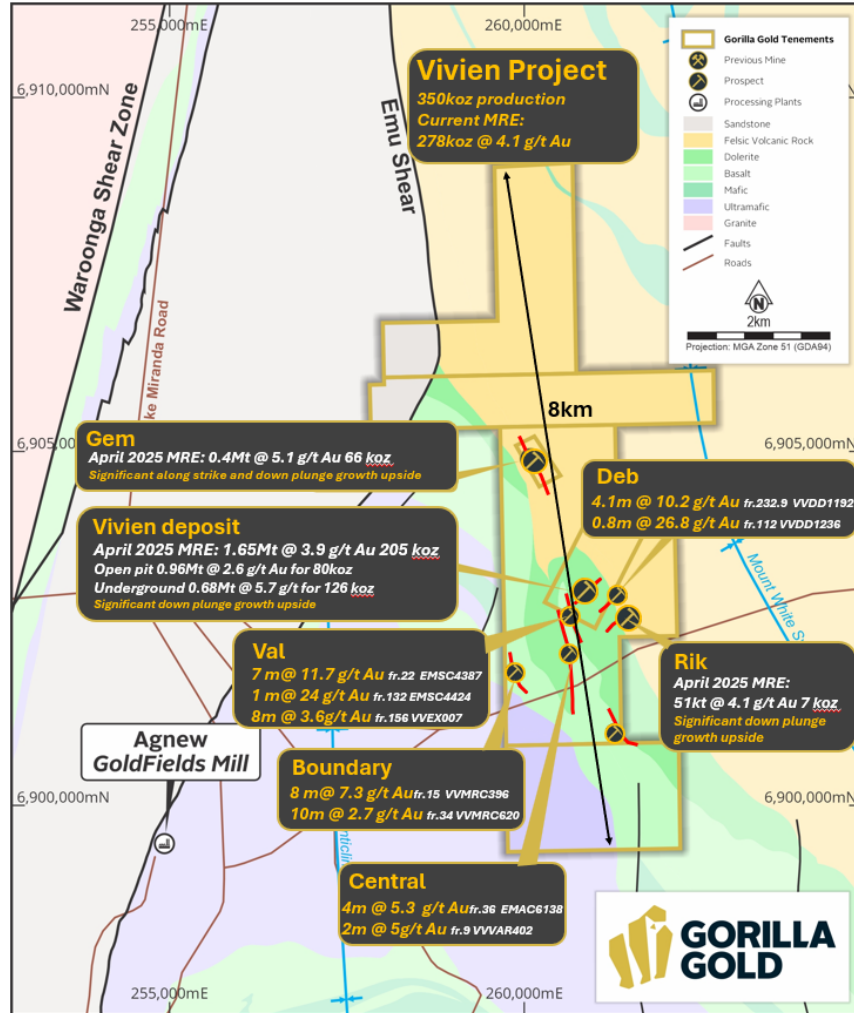 255,000mE
260,000mE
6,910,000mN
Waroonga Shear Zone
Emu Shear
Vivien Project
350koz production
Current MRE:
278koz @ 4.1 g/t Au
Gorilla Gold Tenements
Previous Mine
Prospect
Processing Plants
Sandstone
Felsic Volcanic Rock
Dolerite
Basalt
Mafic
Ultramafic
Granite
Faults
Roads
N
2km
Projection: MGA Zone 51 (GDA94)
ke Miranda Road
8km
6,905,0
6,905,000mN
Gem
April 2025 MRE: 0.4Mt @ 5.1 g/t Au 66 koz
Significant along strike and down plunge growth upside
Deb
4.1m @ 10.2 g/t Au fr.232.9 VVDD1192
0.8m @ 26.8 g/t Au fr.112 VVDD1236
Vivien deposit
April 2025 MRE: 1.65Mt @ 3.9 g/t Au 205 koz
Open pit 0.96Mt @ 2.6 g/t Au for 80koz
Underground 0.68Mt @ 5.7 g/t for 126 koz
Significant down plunge growth upside
Mount White S
Val
7 m@ 11.7 g/t Au fr.22 EMSC4387
1 m@ 24 g/t Au fr.132 EMSC4424
8m @ 3.6g/t Au fr.156 VVEX007
Rik
April 2025 MRE:
51kt @ 4.1 g/t Au 7 koz
Significant down plunge
growth upside
Agnew
GoldFields Mill
Boundary
8 m@ 7.3 g/t Au fr.15 VVMRC396
10m @ 2.7 g/t Au fr.34 VVMRC620
6,900,000mN
6,900,000mN
nticlin
Central
4m @ 5.3 g/t Au fr.36 EMAC6138
2m @ 5g/t Au fr.9 VVVAR402
GORILLA
GOLD
255,000mE
260,000mE